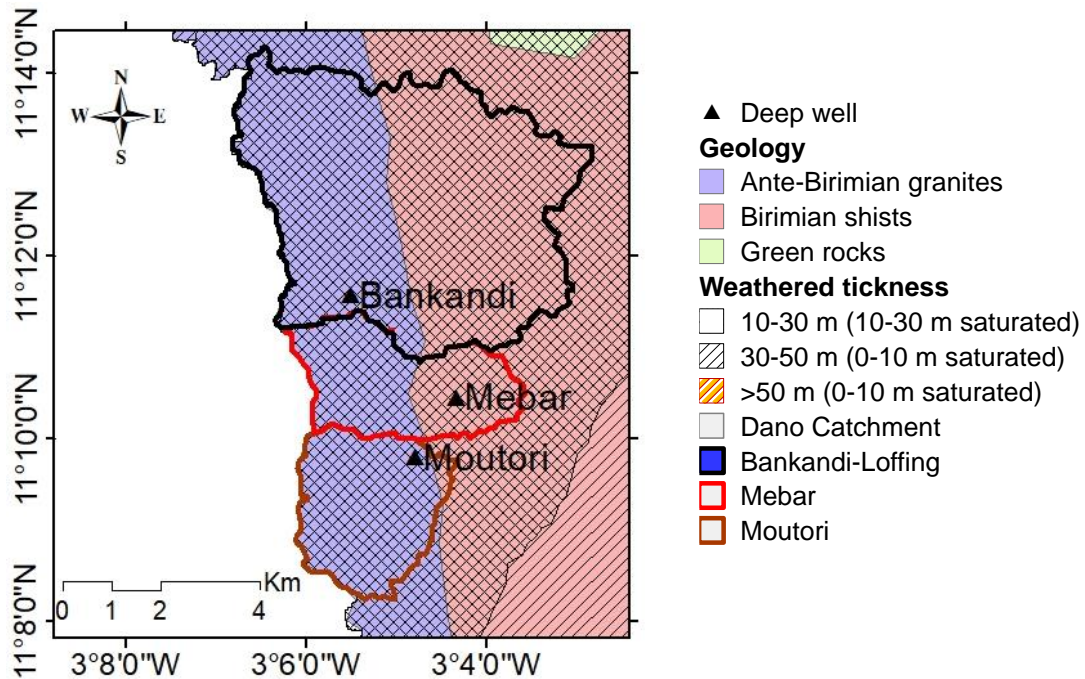 11°14'0"N
11°12'0"N
11°10'0"N
11°8'0"N
N
W
E
S
Bankandi
Mebar
Moutori
Km
0 1 2 4
3°8'0"W 3°6'0"W 3°4'0"W
Deep well
Geology
Ante-Birimian granites
Birimian shists
Green rocks
Weathered tickness
10-30 m (10-30 m saturated)
30-50 m (0-10 m saturated)
>50 m (0-10 m saturated)
Dano Catchment
Bankandi-Loffing
Mebar
Moutori